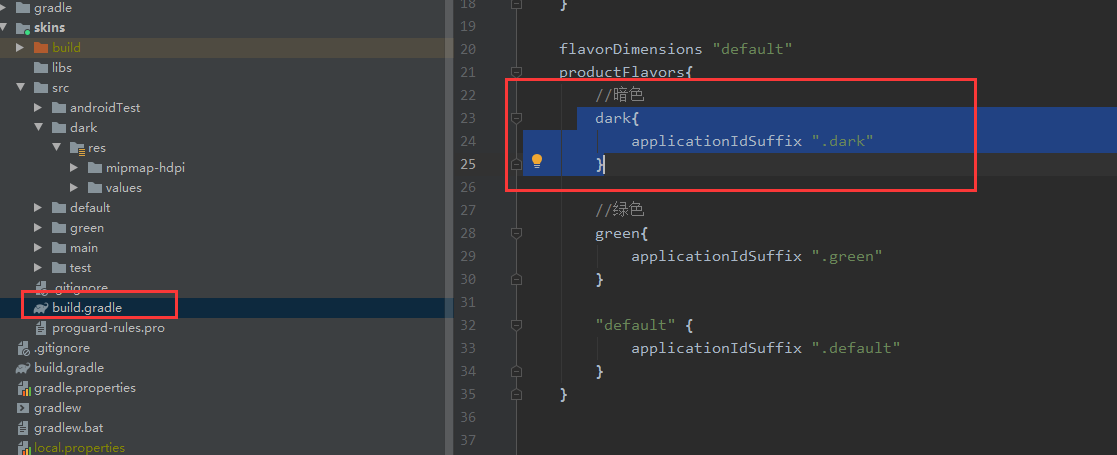 gradle
skins
build
libs
src
androidTest
dark
res
mipmap-hdpi
values
default
green
main
test
.gitignore
build.gradle
proguard-rules.pro
.gitignore
build.gradle
gradle.properties
gradlew
gradlew.bat
local.properties
18 }
19
20 flavorDimensions "default"
21 productFlavors{
22 //暗色
23 dark{
24 applicationIdSuffix ".dark"
25 }
26
27 //绿色
28 green{
29 applicationIdSuffix ".green"
30 }
31
32 "default" {
33 applicationIdSuffix ".default"
34 }
35 }
36
37